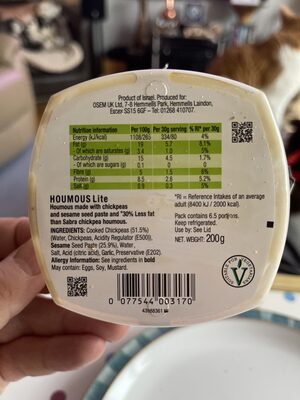 Product of Israel. Produced for:
OSEM UK Ltd, 7-8 Hemmells Park, Hemmells Laindon,
Essex SS15 6GF – Tel: 01268 410707.
Nutrition information Per 100g Per 30g serving % RI* per 30g
Energy (kJ/kcal) 1108/265 334/80 4%
Fat (g) 19 5.7 8.1%
- Of which are saturates (g) 1.0 5%
Carbohydrate (g) 15 4.5 1.7%
- Of which are sugars (g) 0.1 0 0%
Fibre (g) 1.5 6%
Protein (g) 8.5 2.8 5.2%
Salt (g) 5%
HOUMOUS Lite
Houmous made with chickpeas
and sesame seed paste and *30% Less fat
than Sabra chickpea houmous.
*RI = Reference Intakes of an average
adult (8400 kJ / 2000 kcal)
Pack contains 6.5 portions.
Keep refrigerated.
Use by: See Lid
NET. WEIGHT: 200g
INGREDIENTS: Cooked Chickpeas (51.5%)
(Water, Chickpeas, Acidity Regulator (E500)),
Sesame Seed Paste (25.9%), Water,
Salt, Acid (citric acid), Garlic, Preservative (E202).
Allergy Information: See ingredients in bold
May contain: Eggs, Soy, Mustard.
V
0 077544 003170